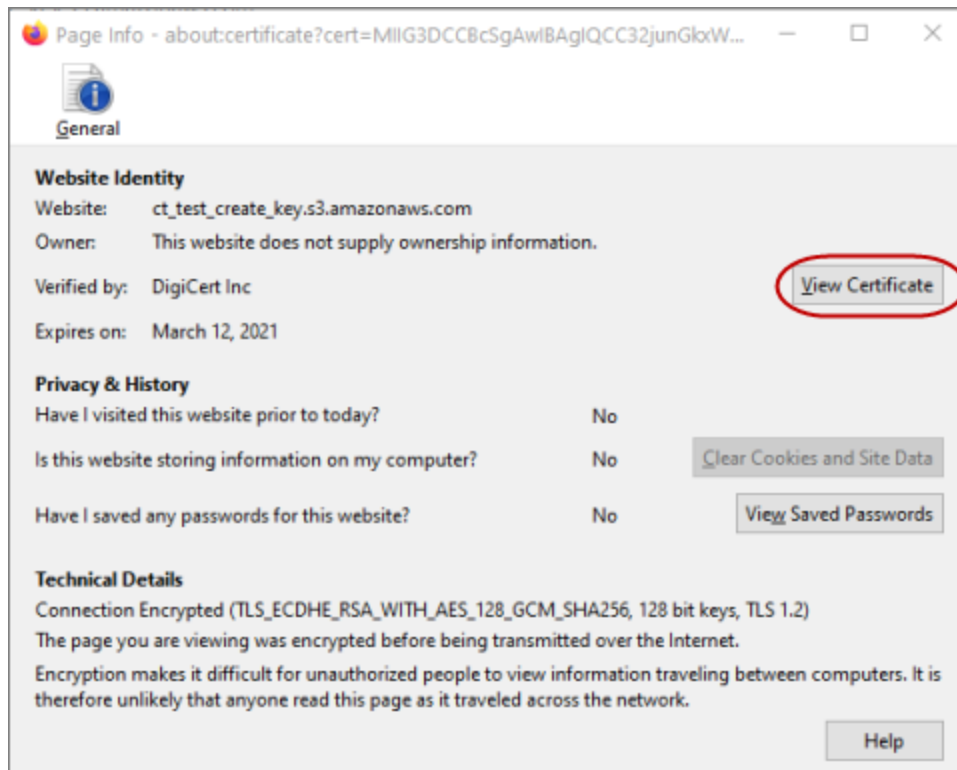 Page Info - about:certificate?cert=MIIG3DCCBcSgAwIBAgIQCC32junGkxW...
General
Website Identity
Website: ct_test_create_key.s3.amazonaws.com
Owner: This website does not supply ownership information.
Verified by: DigiCert Inc View Certificate
Expires on: March 12, 2021
Privacy & History
Have I visited this website prior to today? No
Is this website storing information on my computer? No Clear Cookies and Site Data
Have I saved any passwords for this website? No View Saved Passwords
Technical Details
Connection Encrypted (TLS_ECDHE_RSA_WITH_AES_128_GCM_SHA256, 128 bit keys, TLS 1.2)
The page you are viewing was encrypted before being transmitted over the Internet.
Encryption makes it difficult for unauthorized people to view information traveling between computers. It is
therefore unlikely that anyone read this page as it traveled across the network.
Help